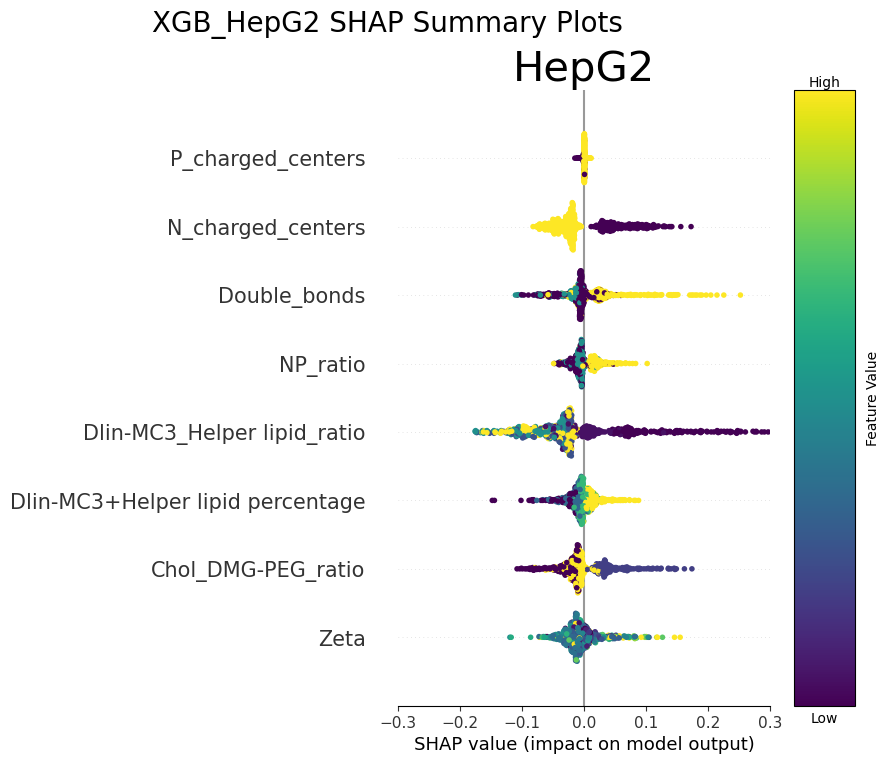 XGB_HepG2 SHAP Summary Plots
HepG2
High
P_charged_centers
N_charged_centers
Double_bonds
NP_ratio
Dlin-MC3_Helper lipid_ratio
Dlin-MC3+Helper lipid percentage
Chol_DMG-PEG_ratio
Zeta
Feature Value
Low
−0.3 −0.2 −0.1 0.0 0.1 0.2 0.3
SHAP value (impact on model output)